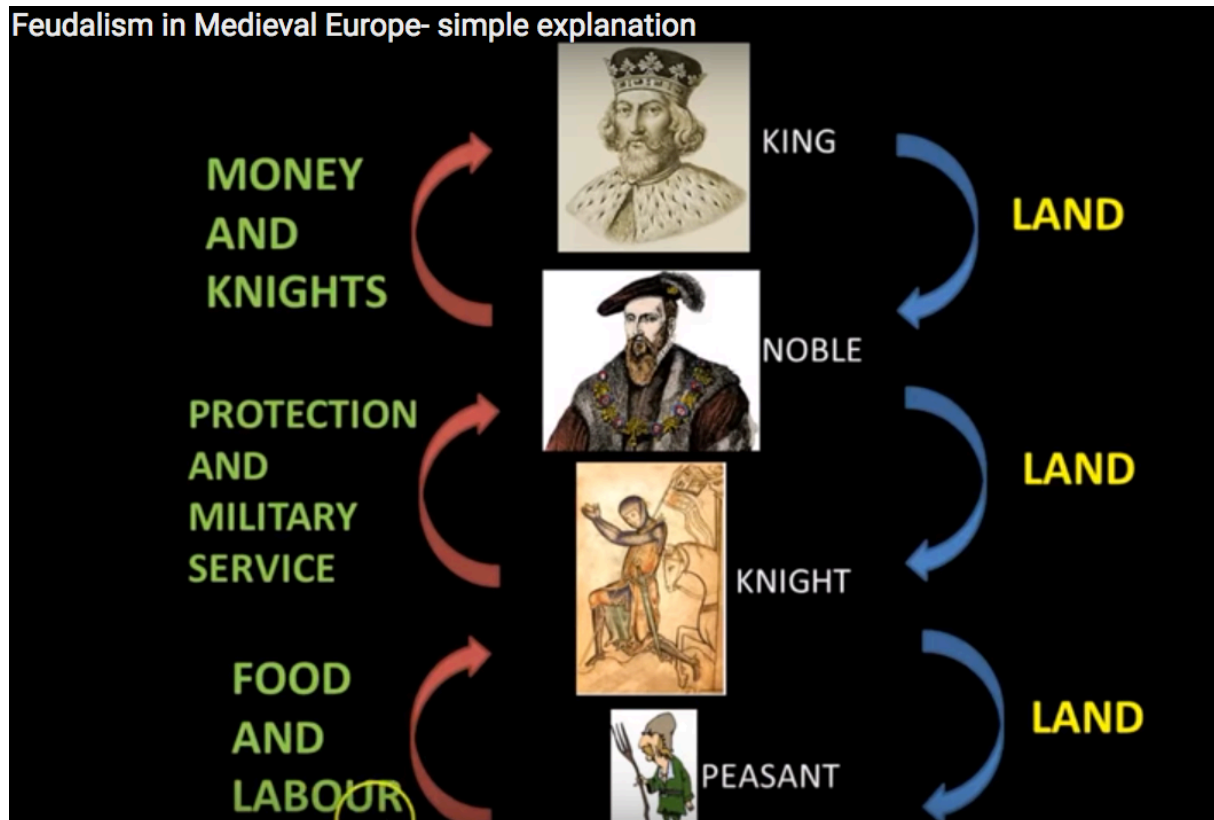 Feudalism in Medieval Europe- simple explanation
KING
MONEY
AND
KNIGHTS
LAND
NOBLE
PROTECTION
AND
MILITARY
SERVICE
LAND
KNIGHT
FOOD
AND
LABOUR
LAND
PEASANT